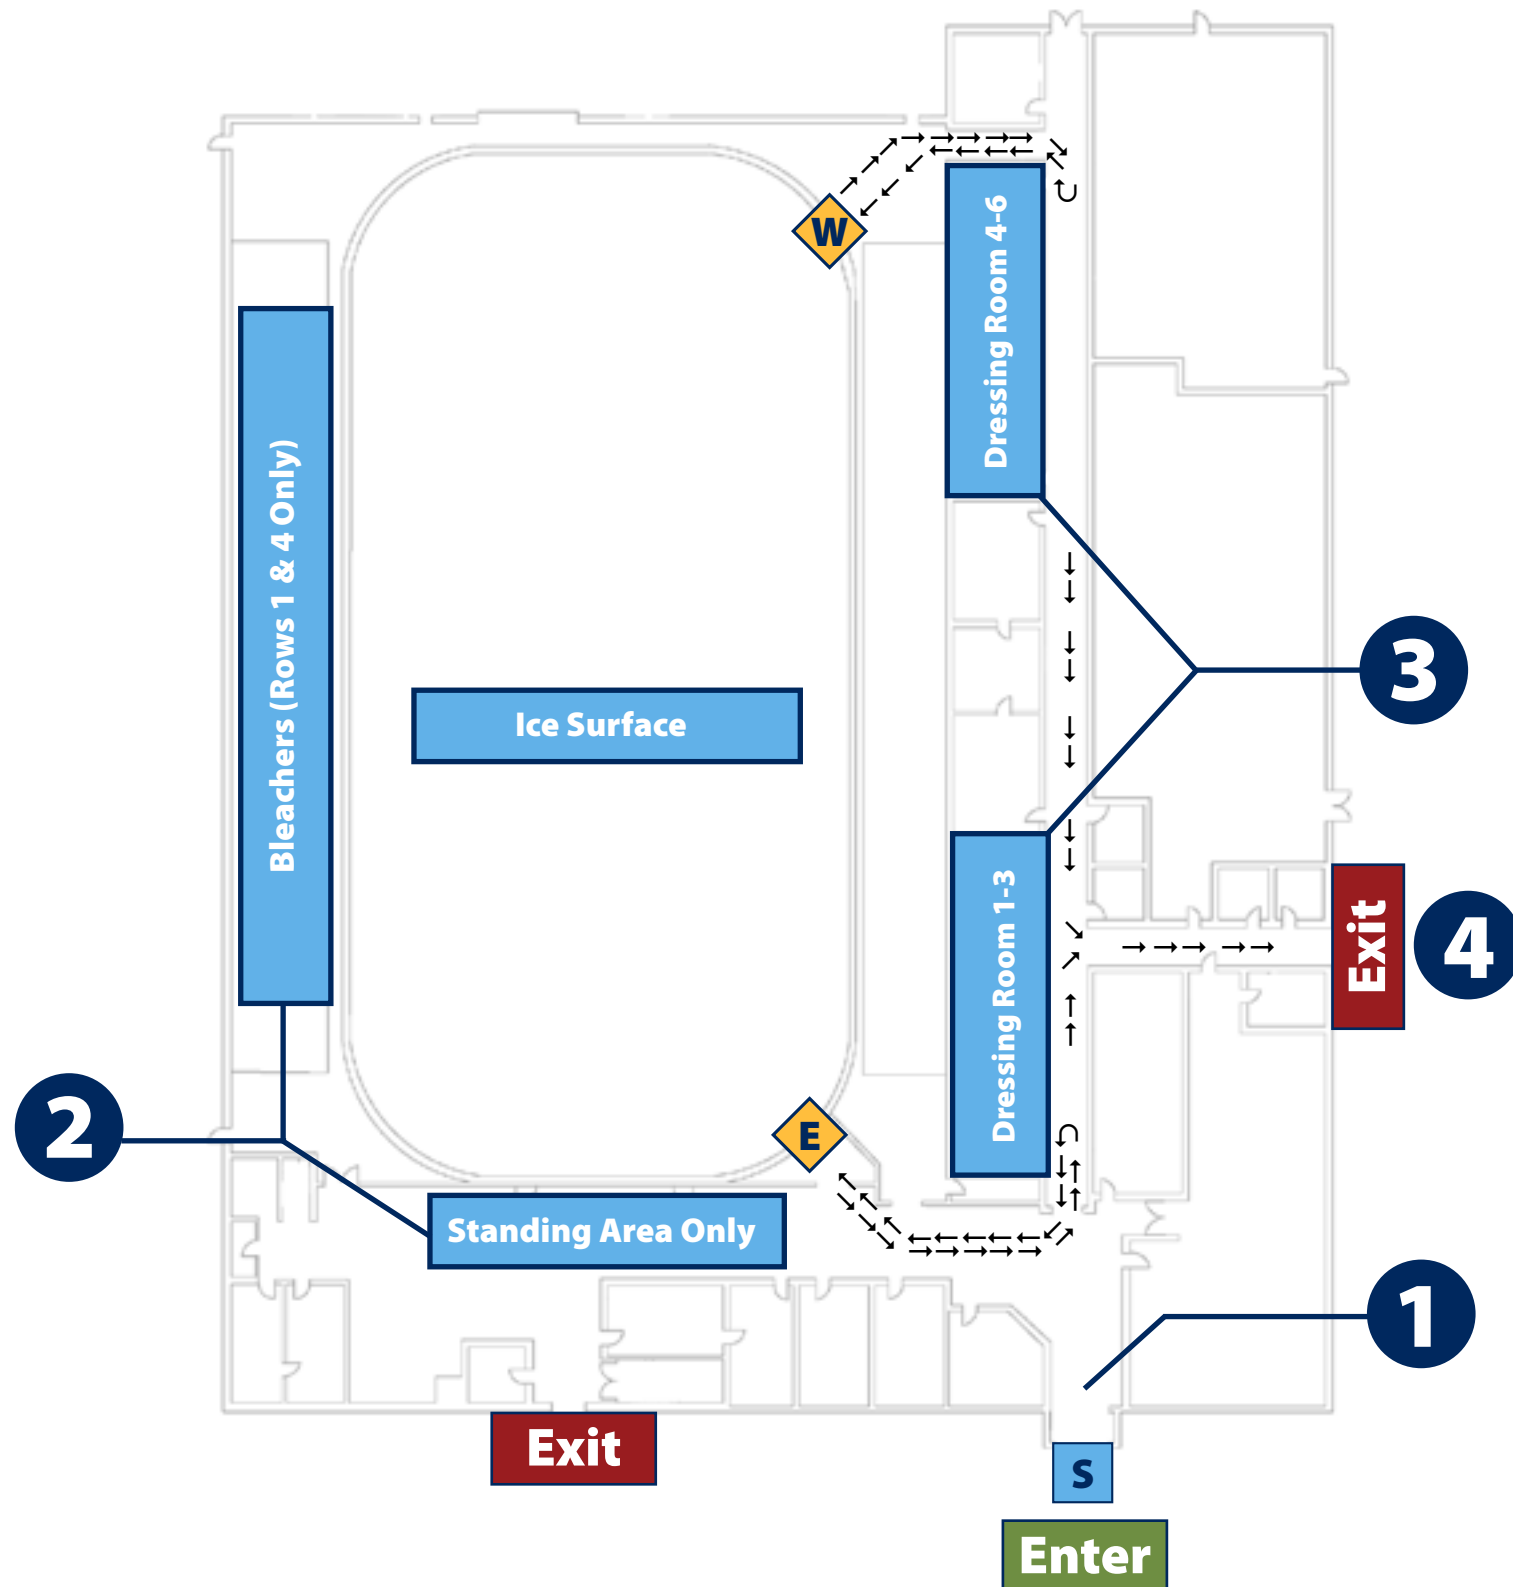 W
Dressing Room 4-6
Bleachers (Rows 1 & 4 Only)
3
Ice Surface
Dressing Room 1-3
Exit
4
2
E
Standing Area Only
1
Exit
S
Enter